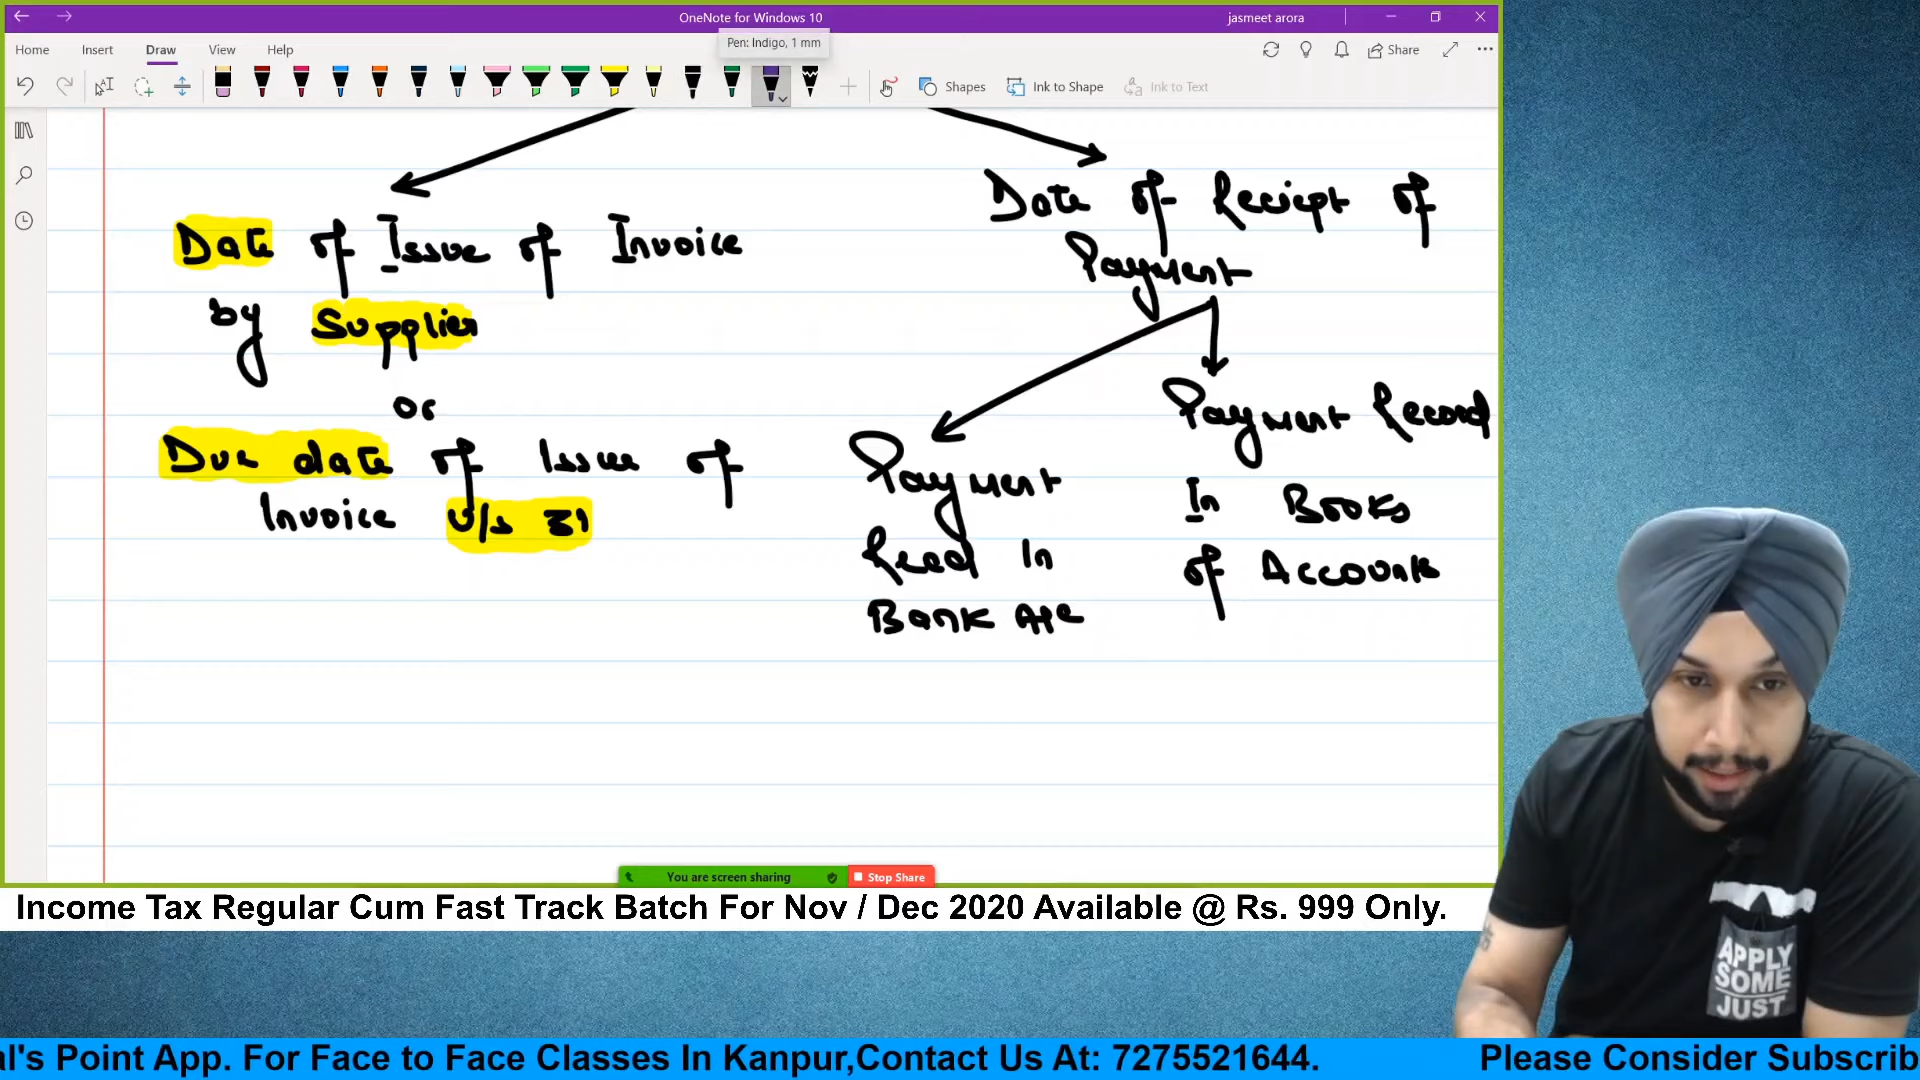 OneNote for Windows 10
jasmeet arora
Pen: Indigo, 1 mm
Home Insert Draw View Help
Share
Shapes Ink to Shape Ink to Text
Date of Issue of Invoice
by Supplier
or
Due date of Issue of
Invoice U/s 31
Date of Reciept of
Payment
Payment
Recd In
Bank A/c
Payment Record
In Books
of Accounts
You are screen sharing Stop Share
Income Tax Regular Cum Fast Track Batch For Nov / Dec 2020 Available @ Rs. 999 Only.
APPLY
SOME
JUST
al's Point App. For Face to Face Classes In Kanpur,Contact Us At: 7275521644. Please Consider Subscrib